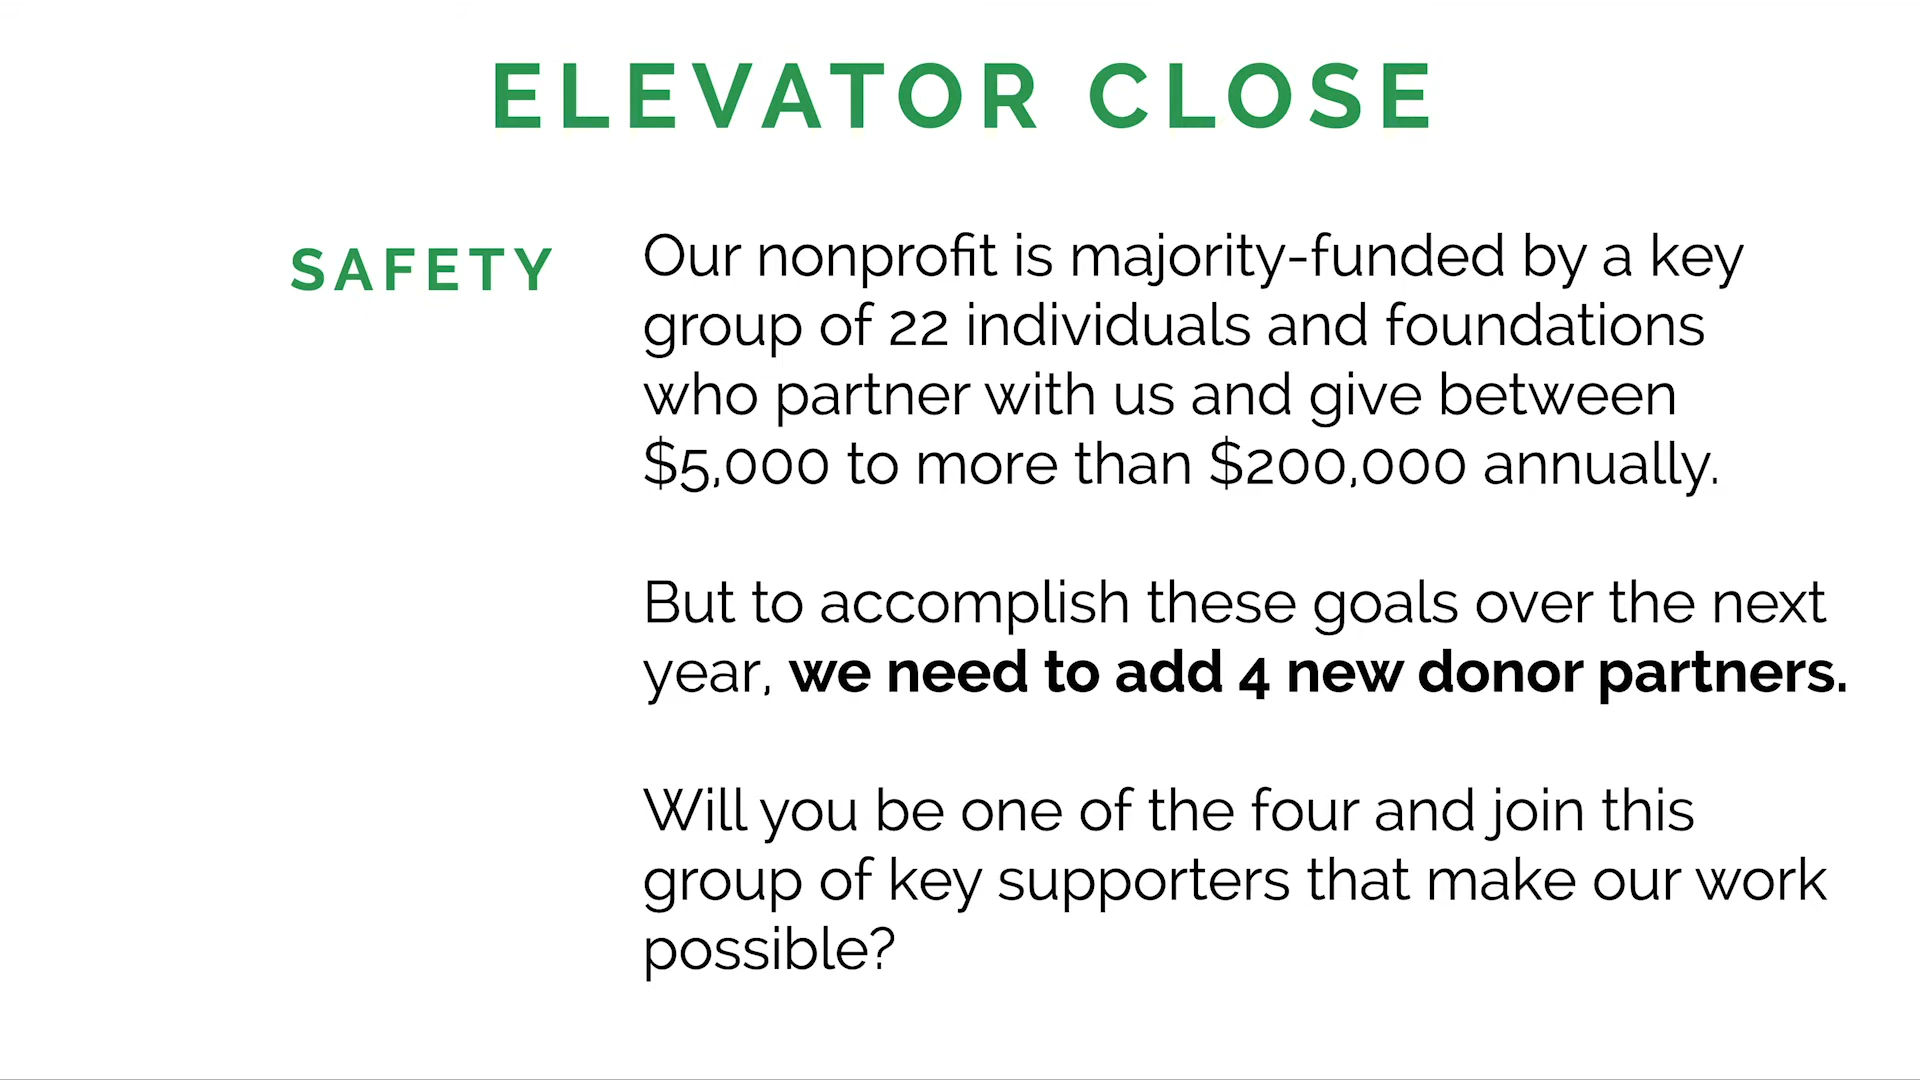 ELEVATOR CLOSE
SAFETY
Our nonprofit is majority-funded by a key
group of 22 individuals and foundations
who partner with us and give between
$5,000 to more than $200,000 annually.
But to accomplish these goals over the next
year, we need to add 4 new donor partners.
Will you be one of the four and join this
group of key supporters that make our work
possible?